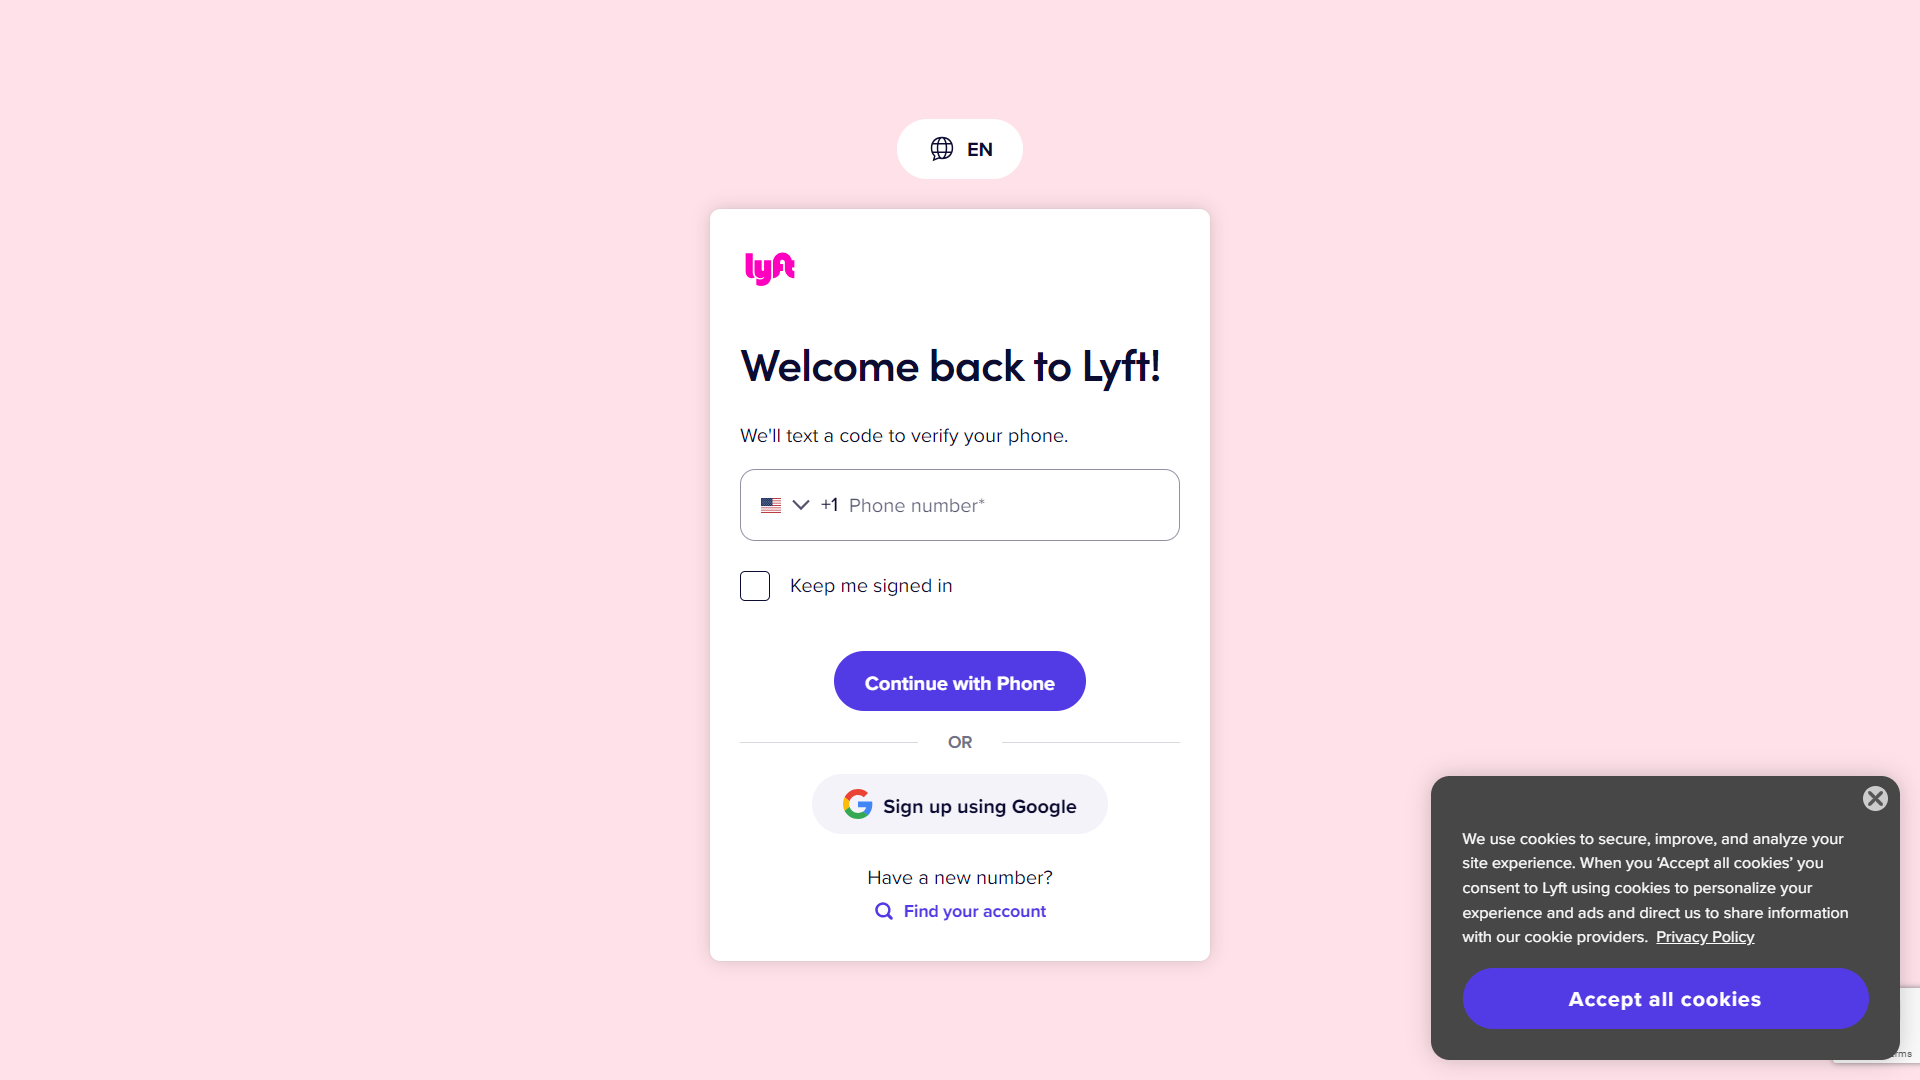 EN
lyft
Welcome back to Lyft!
We'll text a code to verify your phone.
+1 Phone number*
Keep me signed in
Continue with Phone
OR
Sign up using Google
Have a new number?
Find your account
We use cookies to secure, improve, and analyze your
site experience. When you ‘Accept all cookies’ you
consent to Lyft using cookies to personalize your
experience and ads and direct us to share information
with our cookie providers. Privacy Policy
Accept all cookies